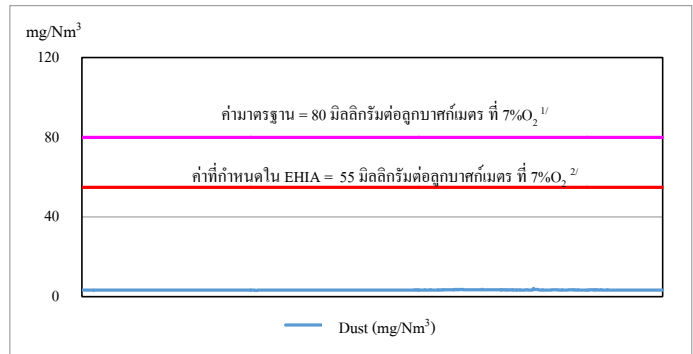 mg/Nm³
120
ค่ามาตรฐาน = 80 มิลลิกรัมต่อลูกบาศก์เมตร ที่ 7%O₂ ¹/
80
ค่าที่กำหนดใน EHIA = 55 มิลลิกรัมต่อลูกบาศก์เมตร ที่ 7%O₂ ²/
40
0
Dust (mg/Nm³)